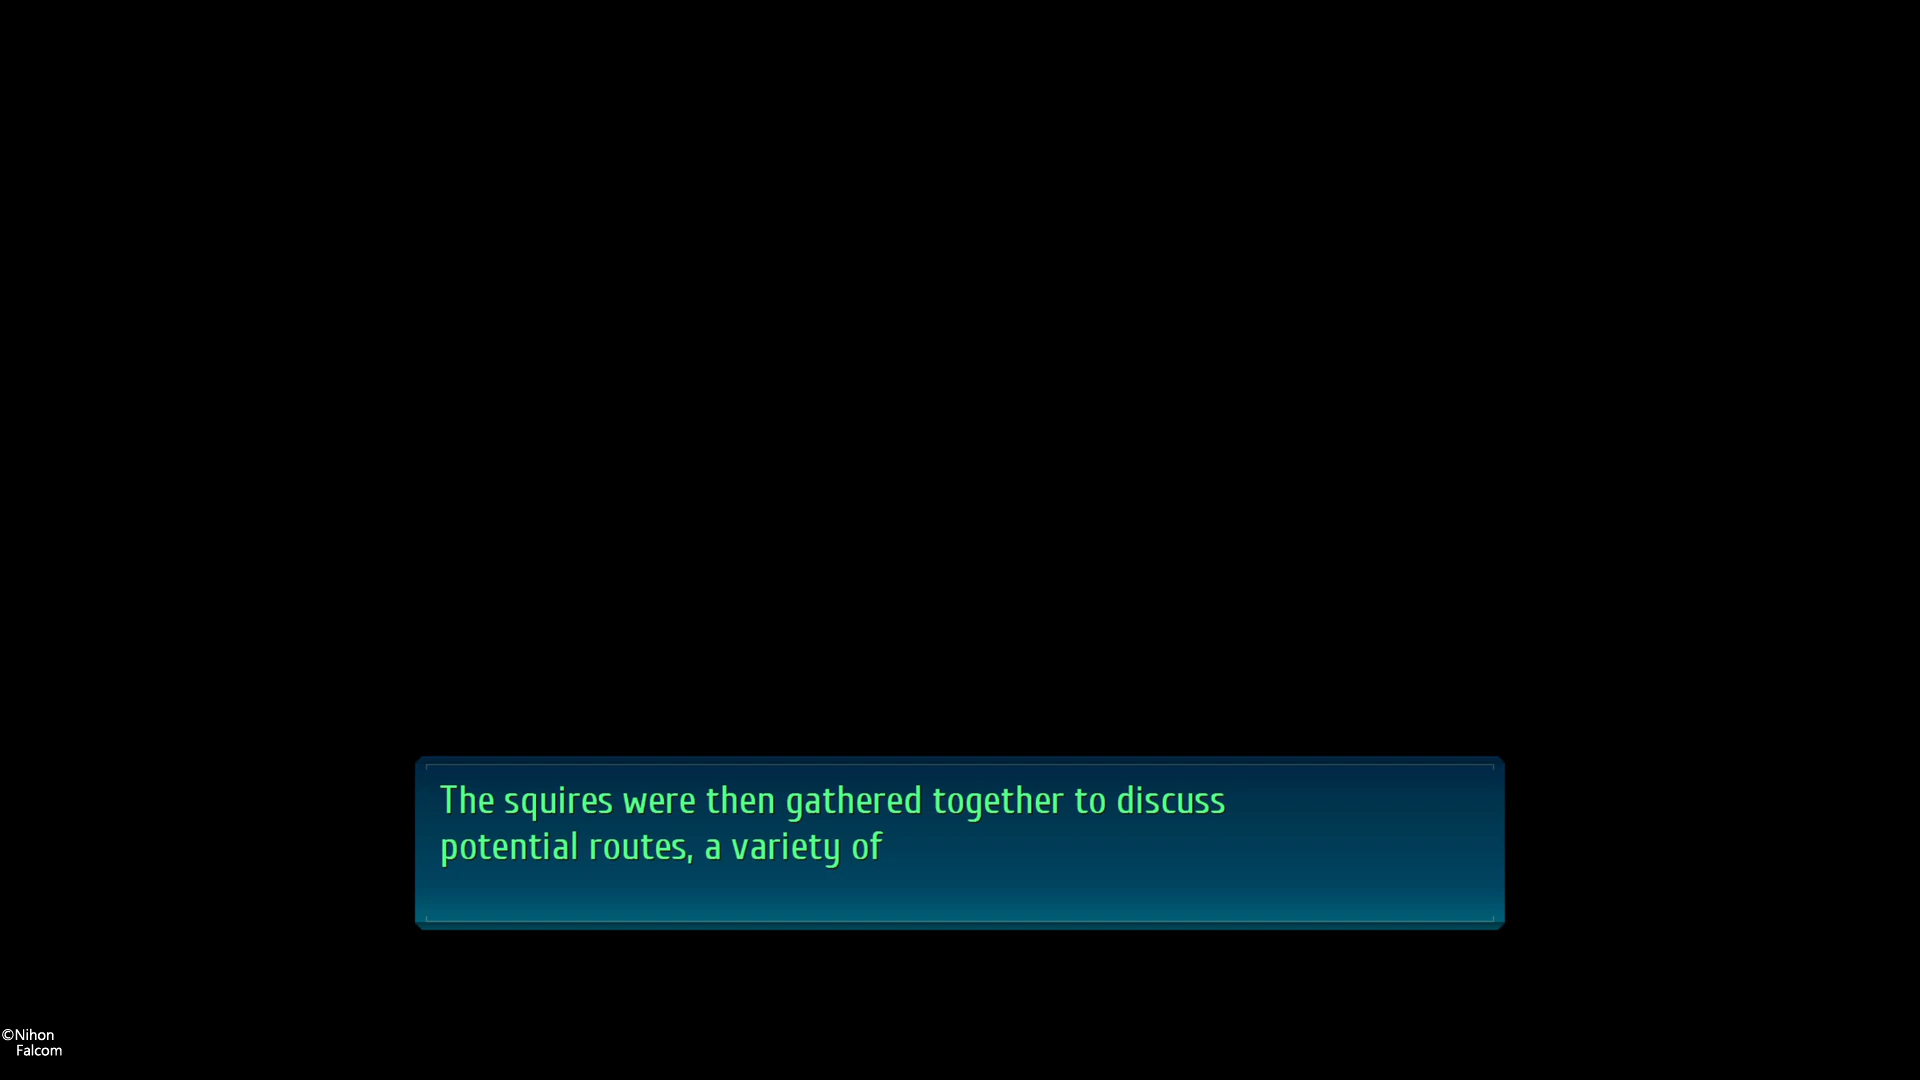 The squires were then gathered together to discuss
potential routes, a variety of
©Nihon
Falcom